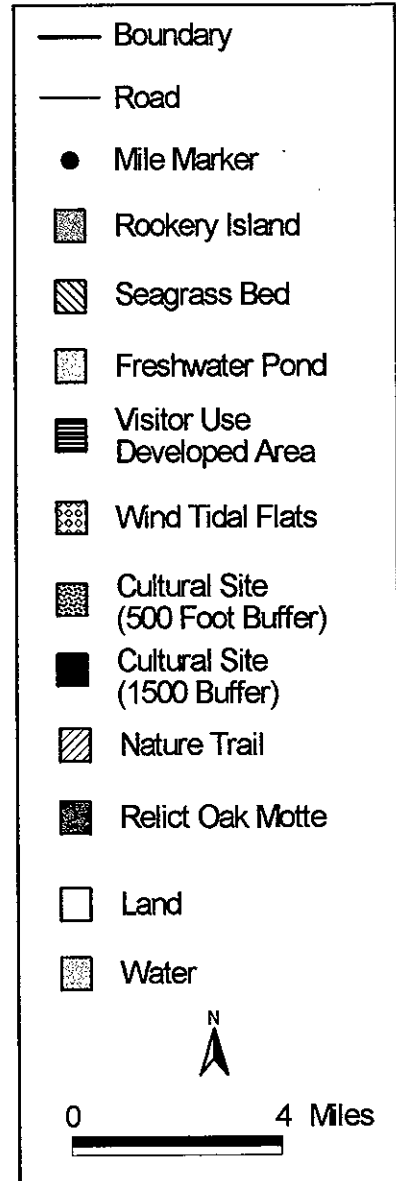 Boundary
Road
Mile Marker
Rookery Island
Seagrass Bed
Freshwater Pond
Visitor Use
Developed Area
Wind Tidal Flats
Cultural Site
(500 Foot Buffer)
Cultural Site
(1500 Buffer)
Nature Trail
Relict Oak Motte
Land
Water
N
0 4 Miles